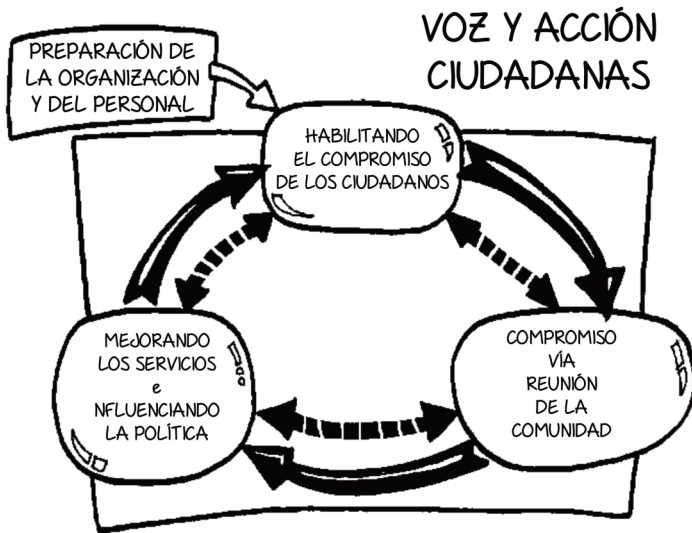 VOZ Y ACCIÓN
CIUDADANAS
PREPARACIÓN DE
LA ORGANIZACIÓN
Y DEL PERSONAL
HABILITANDO
EL COMPROMISO
DE LOS CIUDADANOS
MEJORANDO
LOS SERVICIOS
e
NFLUENCIANDO
LA POLÍTICA
COMPROMISO
VÍA
REUNIÓN
DE LA
COMUNIDAD